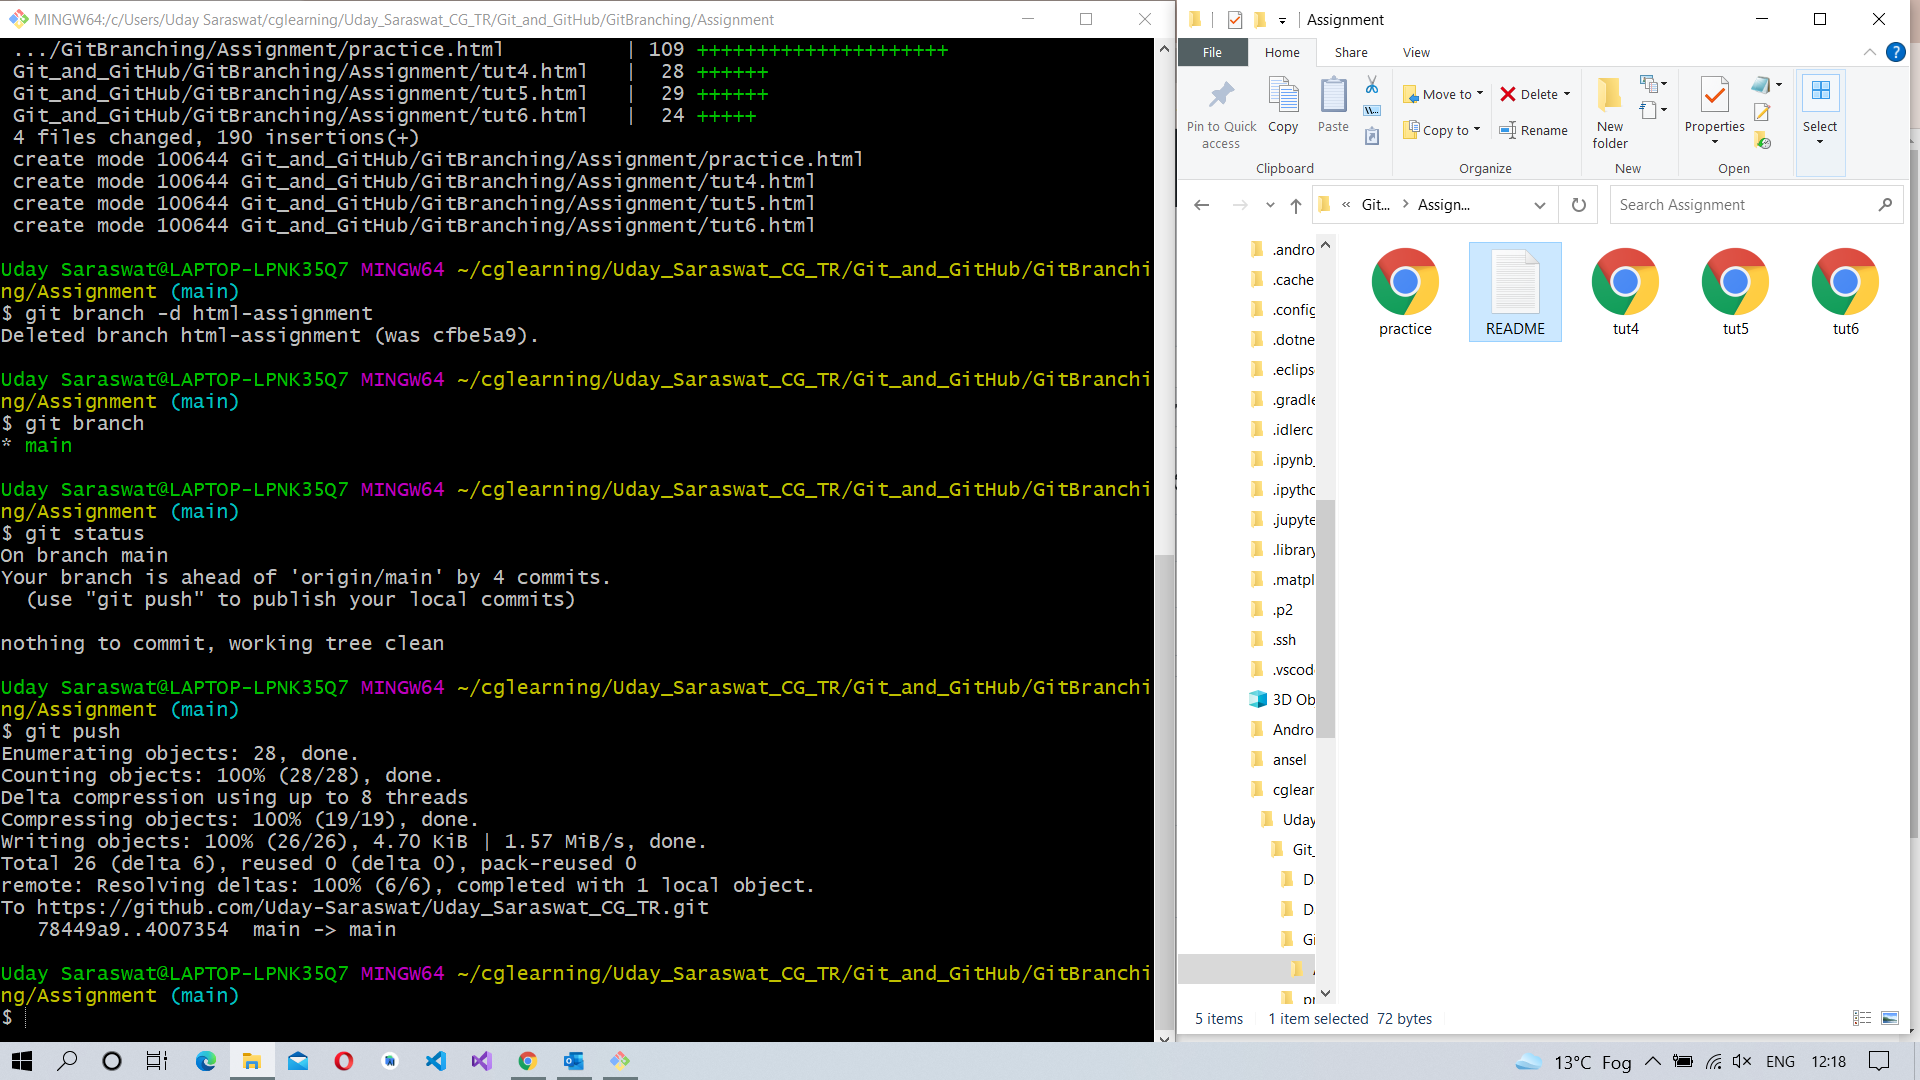 MINGW64:/c/Users/Uday Saraswat/cglearning/Uday_Saraswat_CG_TR/Git_and_GitHub/GitBranching/Assignment
.../GitBranching/Assignment/practice.html | 109 +++++++++++++++++++++
Git_and_GitHub/GitBranching/Assignment/tut4.html | 28 ++++++
Git_and_GitHub/GitBranching/Assignment/tut5.html | 29 ++++++
Git_and_GitHub/GitBranching/Assignment/tut6.html | 24 +++++
4 files changed, 190 insertions(+)
create mode 100644 Git_and_GitHub/GitBranching/Assignment/practice.html
create mode 100644 Git_and_GitHub/GitBranching/Assignment/tut4.html
create mode 100644 Git_and_GitHub/GitBranching/Assignment/tut5.html
create mode 100644 Git_and_GitHub/GitBranching/Assignment/tut6.html
Uday Saraswat@LAPTOP-LPNK35Q7 MINGW64 ~/cglearning/Uday_Saraswat_CG_TR/Git_and_GitHub/GitBranchi
ng/Assignment (main)
$ git branch -d html-assignment
Deleted branch html-assignment (was cfbe5a9).
Uday Saraswat@LAPTOP-LPNK35Q7 MINGW64 ~/cglearning/Uday_Saraswat_CG_TR/Git_and_GitHub/GitBranchi
ng/Assignment (main)
$ git branch
* main
Uday Saraswat@LAPTOP-LPNK35Q7 MINGW64 ~/cglearning/Uday_Saraswat_CG_TR/Git_and_GitHub/GitBranchi
ng/Assignment (main)
$ git status
On branch main
Your branch is ahead of 'origin/main' by 4 commits.
(use "git push" to publish your local commits)
nothing to commit, working tree clean
Uday Saraswat@LAPTOP-LPNK35Q7 MINGW64 ~/cglearning/Uday_Saraswat_CG_TR/Git_and_GitHub/GitBranchi
ng/Assignment (main)
$ git push
Enumerating objects: 28, done.
Counting objects: 100% (28/28), done.
Delta compression using up to 8 threads
Compressing objects: 100% (19/19), done.
Writing objects: 100% (26/26), 4.70 KiB | 1.57 MiB/s, done.
Total 26 (delta 6), reused 0 (delta 0), pack-reused 0
remote: Resolving deltas: 100% (6/6), completed with 1 local object.
To https://github.com/Uday-Saraswat/Uday_Saraswat_CG_TR.git
78449a9..4007354 main -> main
Uday Saraswat@LAPTOP-LPNK35Q7 MINGW64 ~/cglearning/Uday_Saraswat_CG_TR/Git_and_GitHub/GitBranchi
ng/Assignment (main)
$
Assignment
File Home Share View
Pin to Quick access
Copy
Paste
Clipboard
Move to
Copy to
Delete
Rename
Organize
New folder
New
Properties
Open
Select
« Git... > Assign...
Search Assignment
.andro
.cache
.config
.dotne
.eclips
.gradle
.idlerc
.ipynb_
.ipytho
.jupyte
.library
.matpl
.p2
.ssh
.vscod
3D Ob
Andro
ansel
cglear
Uday
Git_
D
D
Gi
pr
practice
README
tut4
tut5
tut6
5 items 1 item selected 72 bytes
13°C Fog ENG 12:18